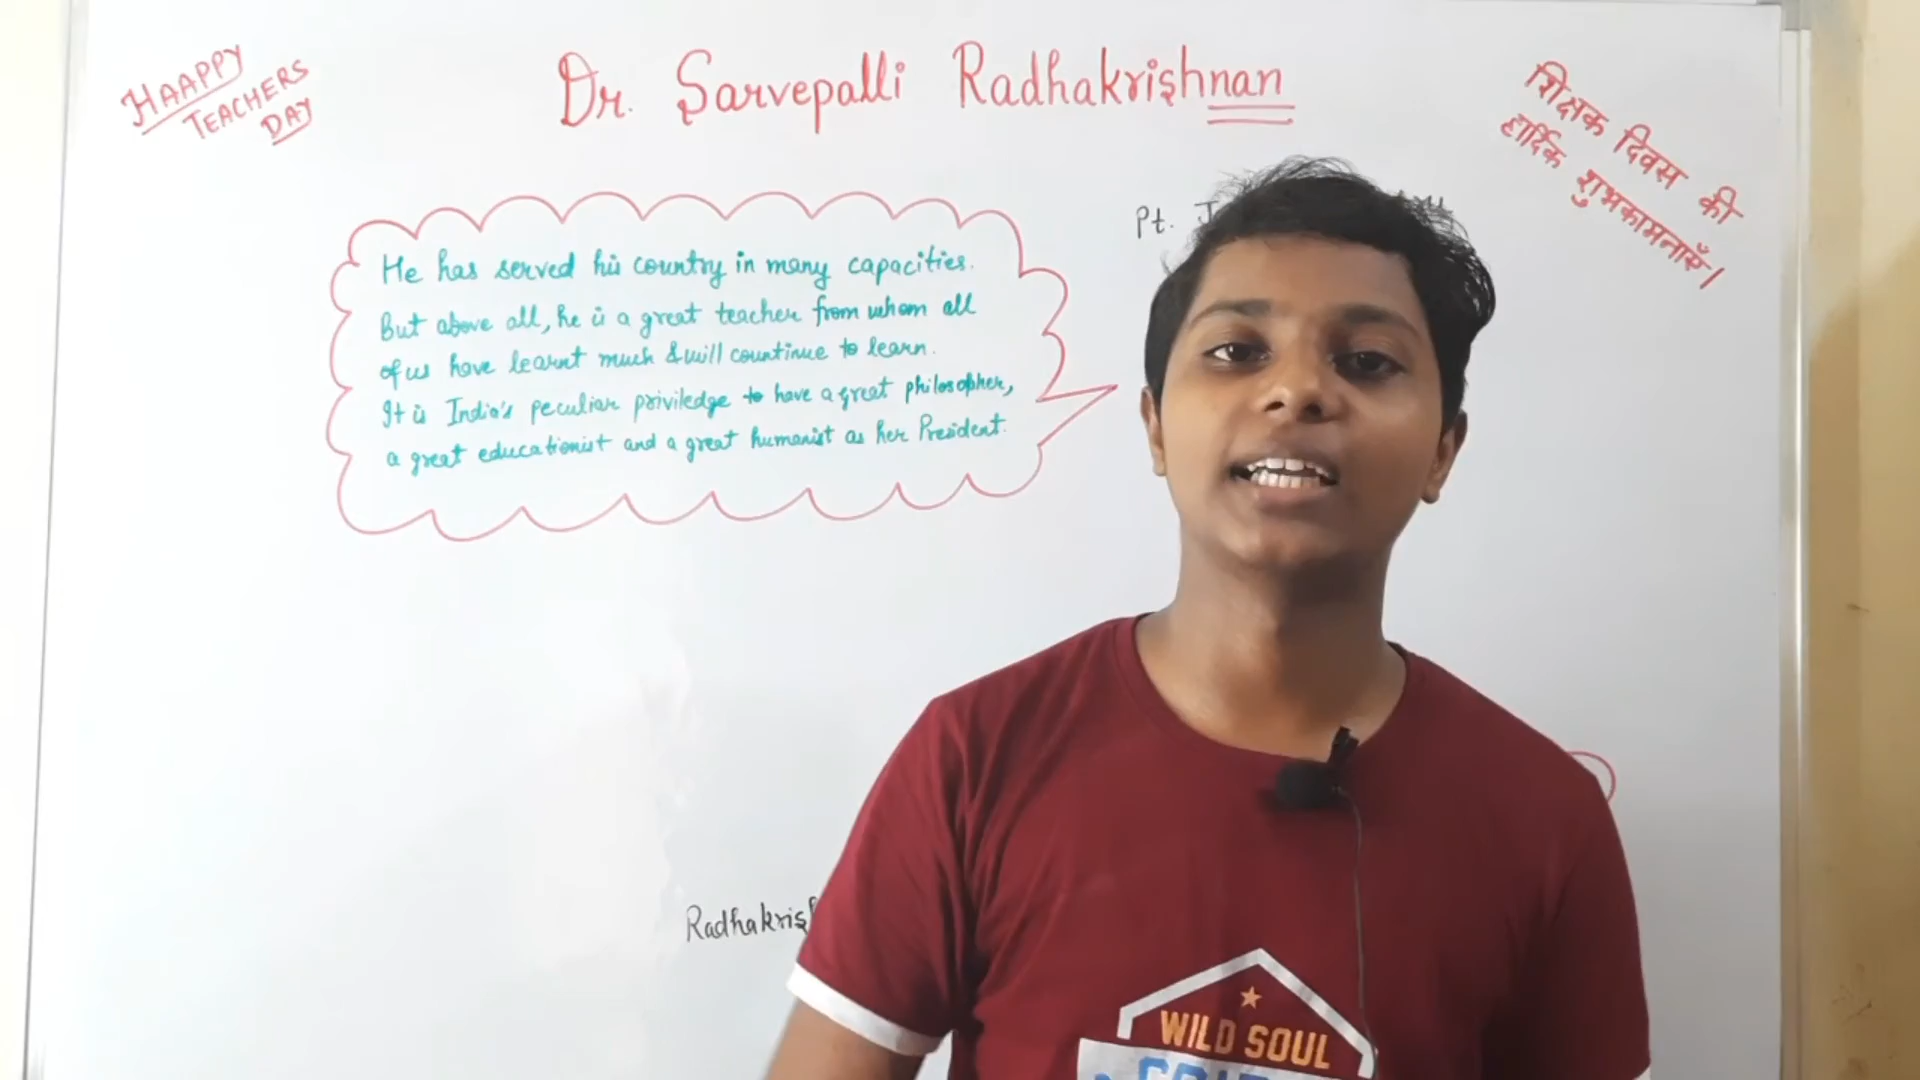 HAAPPY
TEACHERS
DAY
Dr. Sarvepalli Radhakrishnan
शिक्षक दिवस की
हार्दिक शुभकामनाएँ।
He has served his country in many capacities.
But above all, he is a great teacher from whom all
of us have learnt much & will countinue to learn.
It is India's peculiar priviledge to have a great philosopher,
a great educationist and a great humanist as her President.
Pt.
Radhakrish
WILD SOUL